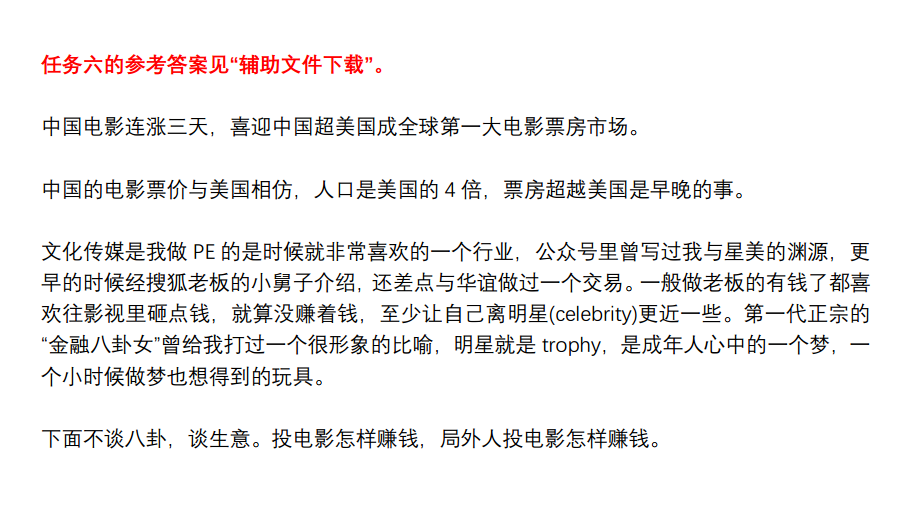 任务六的参考答案见“辅助文件下载”。
中国电影连涨三天，喜迎中国超美国成全球第一大电影票房市场。
中国的电影票价与美国相仿，人口是美国的 4 倍，票房超越美国是早晚的事。
文化传媒是我做 PE 的是时候就非常喜欢的一个行业，公众号里曾写过我与星美的渊源，更
早的时候经搜狐老板的小舅子介绍，还差点与华谊做过一个交易。一般做老板的有钱了都喜
欢往影视里砸点钱，就算没赚着钱，至少让自己离明星(celebrity)更近一些。第一代正宗的
“金融八卦女”曾给我打过一个很形象的比喻，明星就是 trophy，是成年人心中的一个梦，一
个小时候做梦也想得到的玩具。
下面不谈八卦，谈生意。投电影怎样赚钱，局外人投电影怎样赚钱。